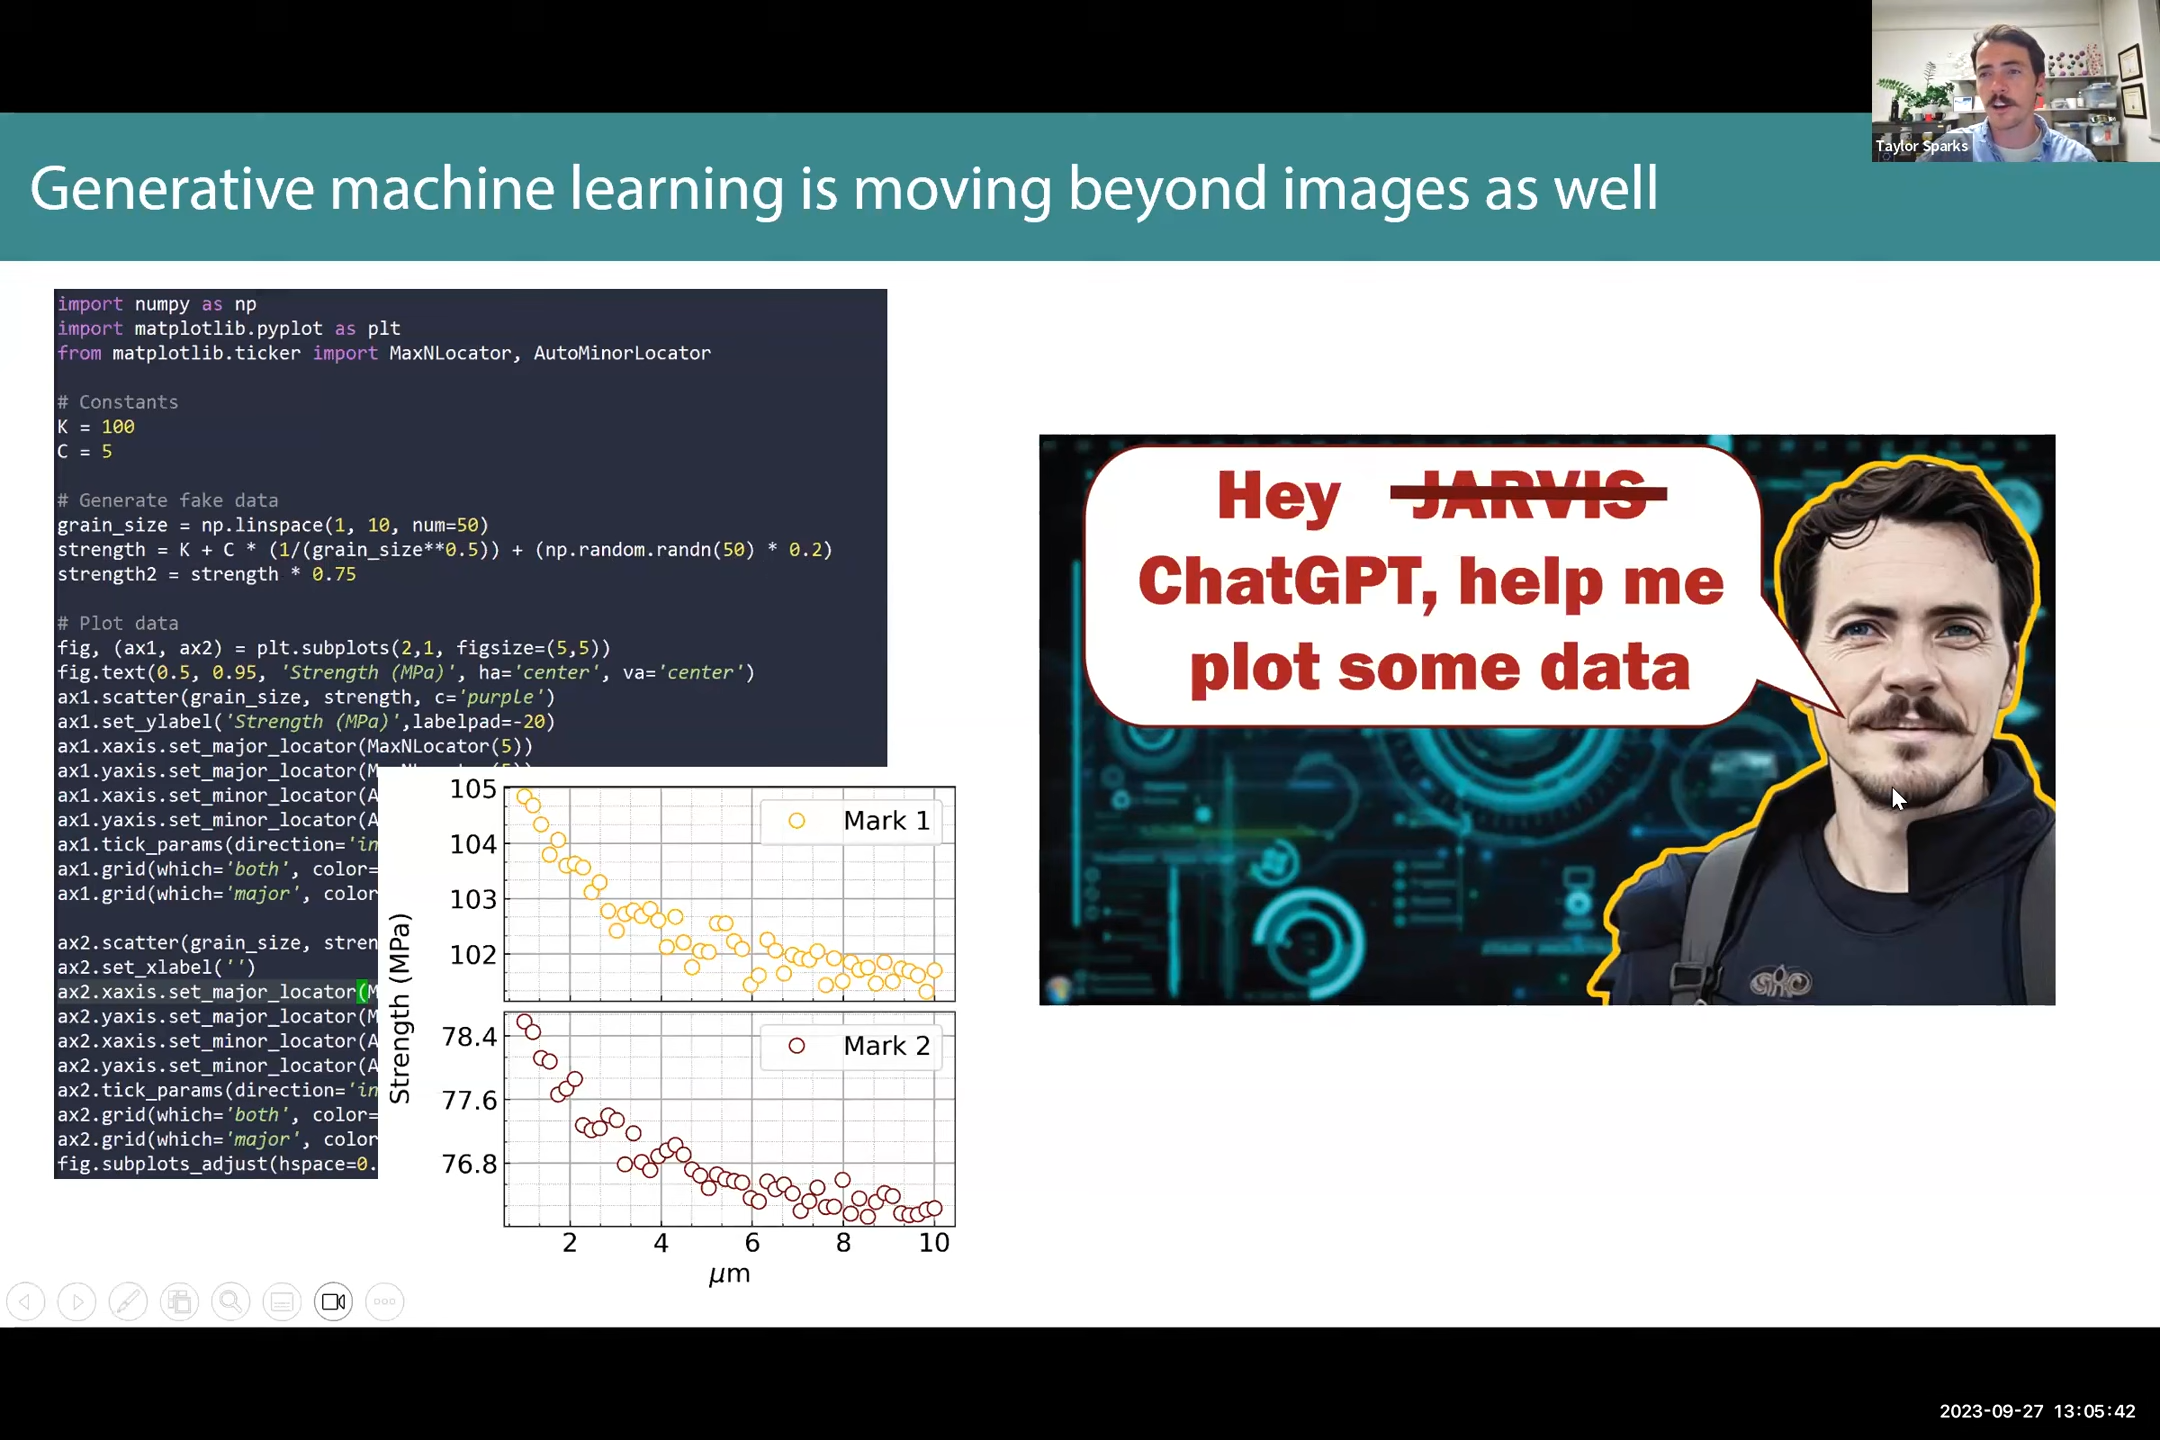 Taylor Sparks
Generative machine learning is moving beyond images as well
import numpy as np
import matplotlib.pyplot as plt
from matplotlib.ticker import MaxNLocator, AutoMinorLocator
# Constants
K = 100
C = 5
# Generate fake data
grain_size = np.linspace(1, 10, num=50)
strength = K + C * (1/(grain_size**0.5)) + (np.random.randn(50) * 0.2)
strength2 = strength * 0.75
# Plot data
fig, (ax1, ax2) = plt.subplots(2,1, figsize=(5,5))
fig.text(0.5, 0.95, 'Strength (MPa)', ha='center', va='center')
ax1.scatter(grain_size, strength, c='purple')
ax1.set_ylabel('Strength (MPa)',labelpad=-20)
ax1.xaxis.set_major_locator(MaxNLocator(5))
ax1.yaxis.set_major_locator(M
ax1.xaxis.set_minor_locator(A
ax1.yaxis.set_minor_locator(A
ax1.tick_params(direction='in
ax1.grid(which='both', color=
ax1.grid(which='major', color
ax2.scatter(grain_size, stren
ax2.set_xlabel('')
ax2.xaxis.set_major_locator(M
ax2.yaxis.set_major_locator(M
ax2.xaxis.set_minor_locator(A
ax2.yaxis.set_minor_locator(A
ax2.tick_params(direction='in
ax2.grid(which='both', color=
ax2.grid(which='major', color
fig.subplots_adjust(hspace=0.
Strength (MPa)
105
104
103
102
Mark 1
78.4
77.6
76.8
Mark 2
2 4 6 8 10
μm
Hey JARVIS
ChatGPT, help me
plot some data
2023-09-27 13:05:42